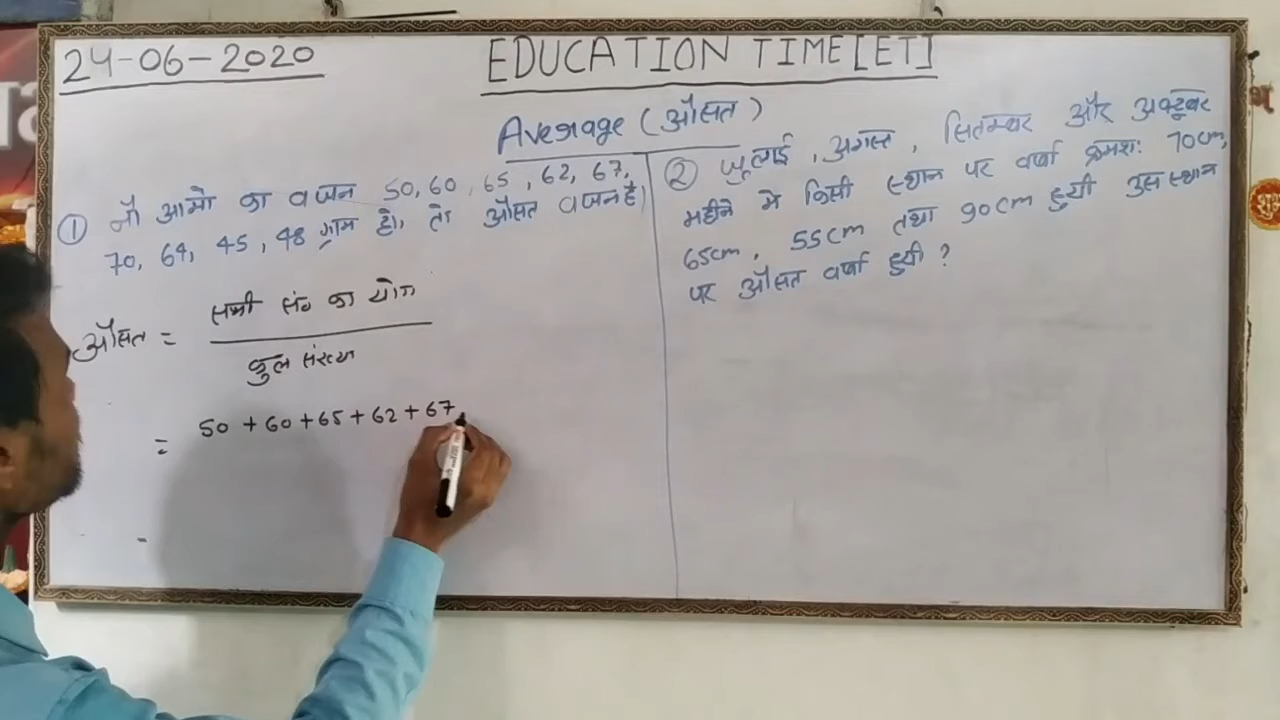 24-06-2020
EDUCATION TIME[ET]
Average (औसत)
① नौ आमो का वजन 50, 60, 65, 62, 67,
70, 64, 45, 48 ग्राम हो, तो औसत वजन है।
औसत = सभी सं० का योग
कुल संख्या
= 50 + 60 + 65 + 62 + 67
② जुलाई, अगस्त, सितम्बर और अक्टूबर
महीने मे किसी स्थान पर वर्षा क्रमशः 70cm,
65cm, 55cm तथा 90cm हुयी उस स्थान
पर औसत वर्षा हुयी ?